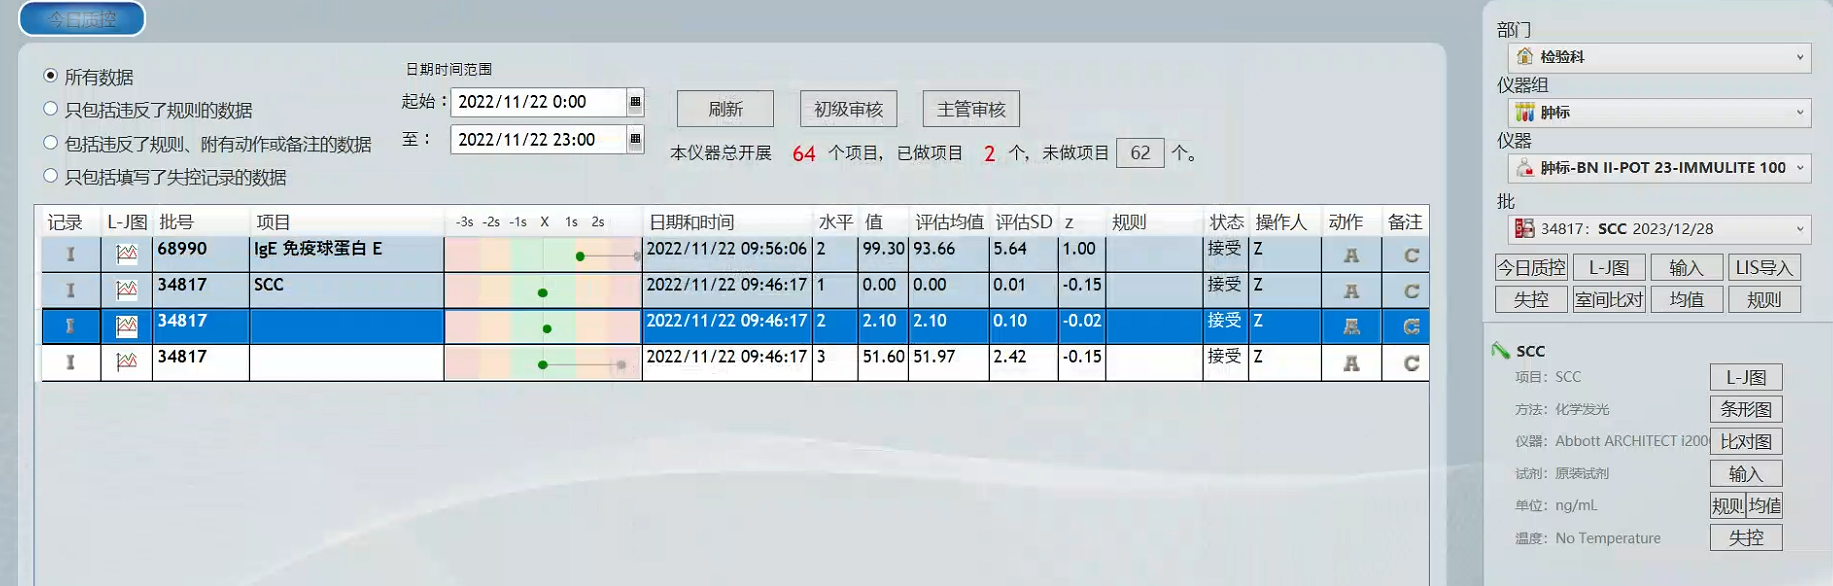 今日质控
所有数据
只包括违反了规则的数据
包括违反了规则、附有动作或备注的数据
只包括填写了失控记录的数据
日期时间范围
起始： 2022/11/22 0:00
至： 2022/11/22 23:00
刷新 初级审核 主管审核
本仪器总开展 64 个项目，已做项目 2 个，未做项目 62 个。
记录 L-J图 批号 项目 -3s -2s -1s X 1s 2s 日期和时间 水平 值 评估均值 评估SD z 规则 状态 操作人 动作 备注
I 68990 IgE 免疫球蛋白 E 2022/11/22 09:56:06 2 99.30 93.66 5.64 1.00 接受 Z A C
I 34817 SCC 2022/11/22 09:46:17 1 0.00 0.00 0.01 -0.15 接受 Z A C
I 34817 2022/11/22 09:46:17 2 2.10 2.10 0.10 -0.02 接受 Z A C
I 34817 2022/11/22 09:46:17 3 51.60 51.97 2.42 -0.15 接受 Z A C
部门
检验科
仪器组
肿标
仪器
肿标-BN II-POT 23-IMMULITE 100
批
34817： SCC 2023/12/28
今日质控 L-J图 输入 LIS导入
失控 室间比对 均值 规则
SCC
项目： SCC L-J图
方法： 化学发光 条形图
仪器： Abbott ARCHITECT i200 比对图
试剂： 原装试剂 输入
单位： ng/mL 规则 均值
温度： No Temperature 失控